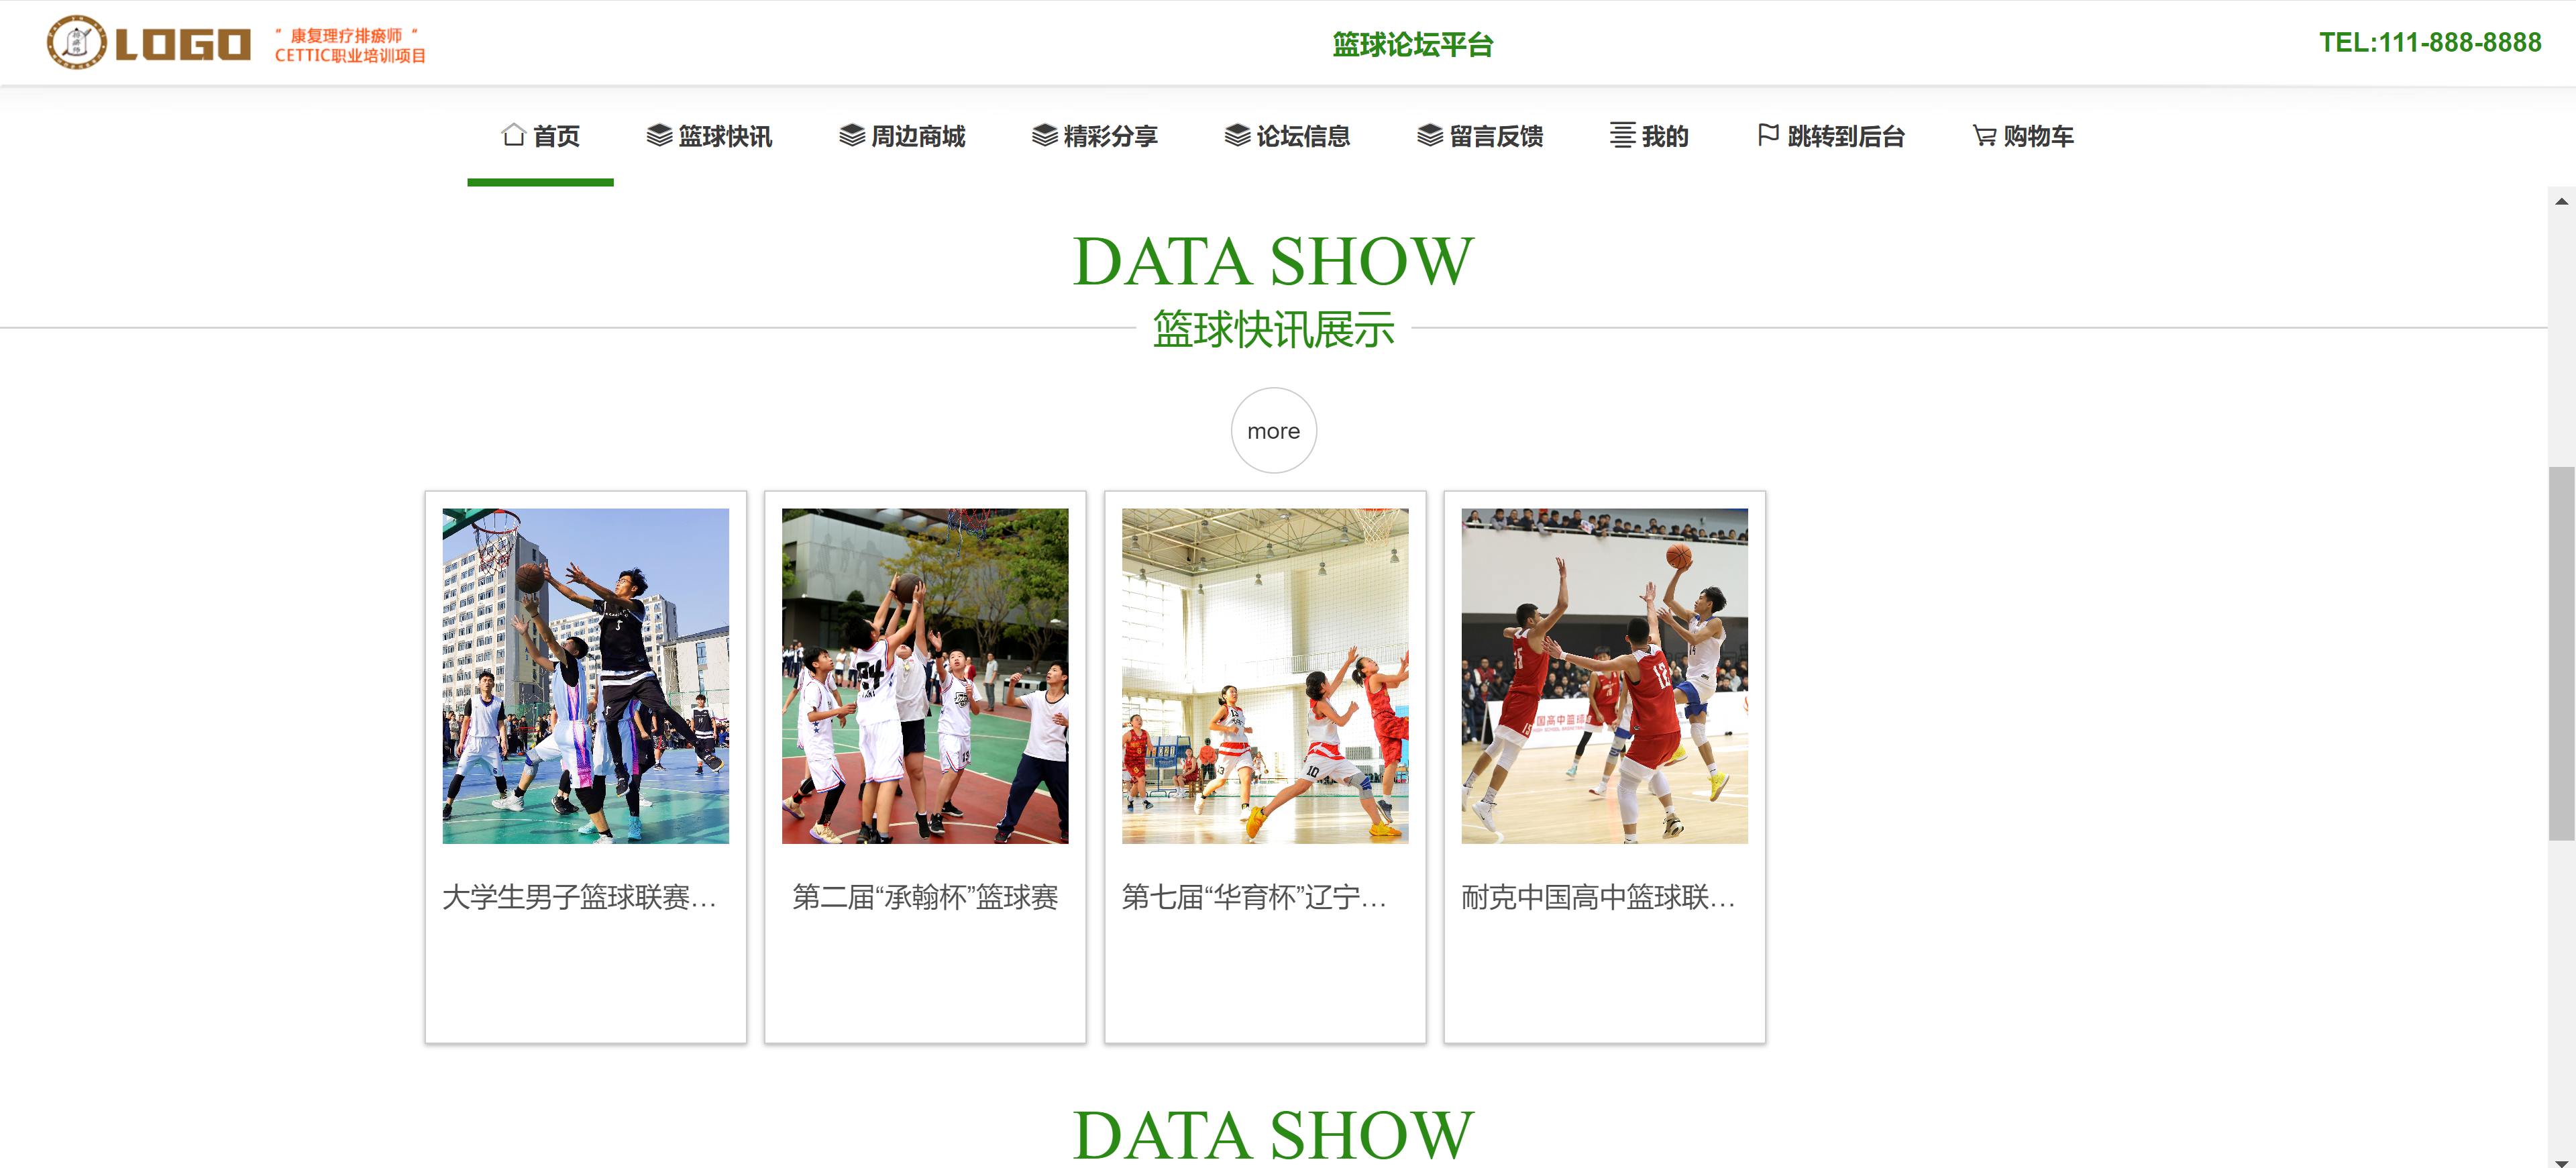 LOGO
"康复理疗排瘀师"
CETTIC职业培训项目
篮球论坛平台
TEL:111-888-8888
首页
篮球快讯
周边商城
精彩分享
论坛信息
留言反馈
我的
跳转到后台
购物车
DATA SHOW
篮球快讯展示
more
大学生男子篮球联赛…
第二届“承翰杯”篮球赛
第七届“华育杯”辽宁…
耐克中国高中篮球联…
DATA SHOW